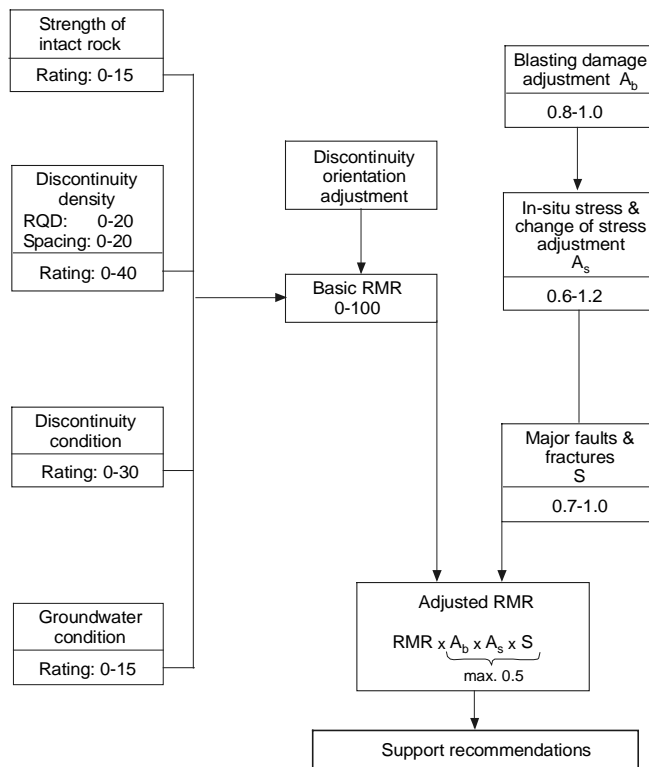 Strength of
intact rock
Rating: 0-15
Discontinuity
density
RQD: 0-20
Spacing: 0-20
Rating: 0-40
Discontinuity
condition
Rating: 0-30
Groundwater
condition
Rating: 0-15
Discontinuity
orientation
adjustment
Basic RMR
0-100
Blasting damage
adjustment A_b
0.8-1.0
In-situ stress &
change of stress
adjustment
A_s
0.6-1.2
Major faults &
fractures
S
0.7-1.0
Adjusted RMR
RMR x A_b x A_s x S
max. 0.5
Support recommendations